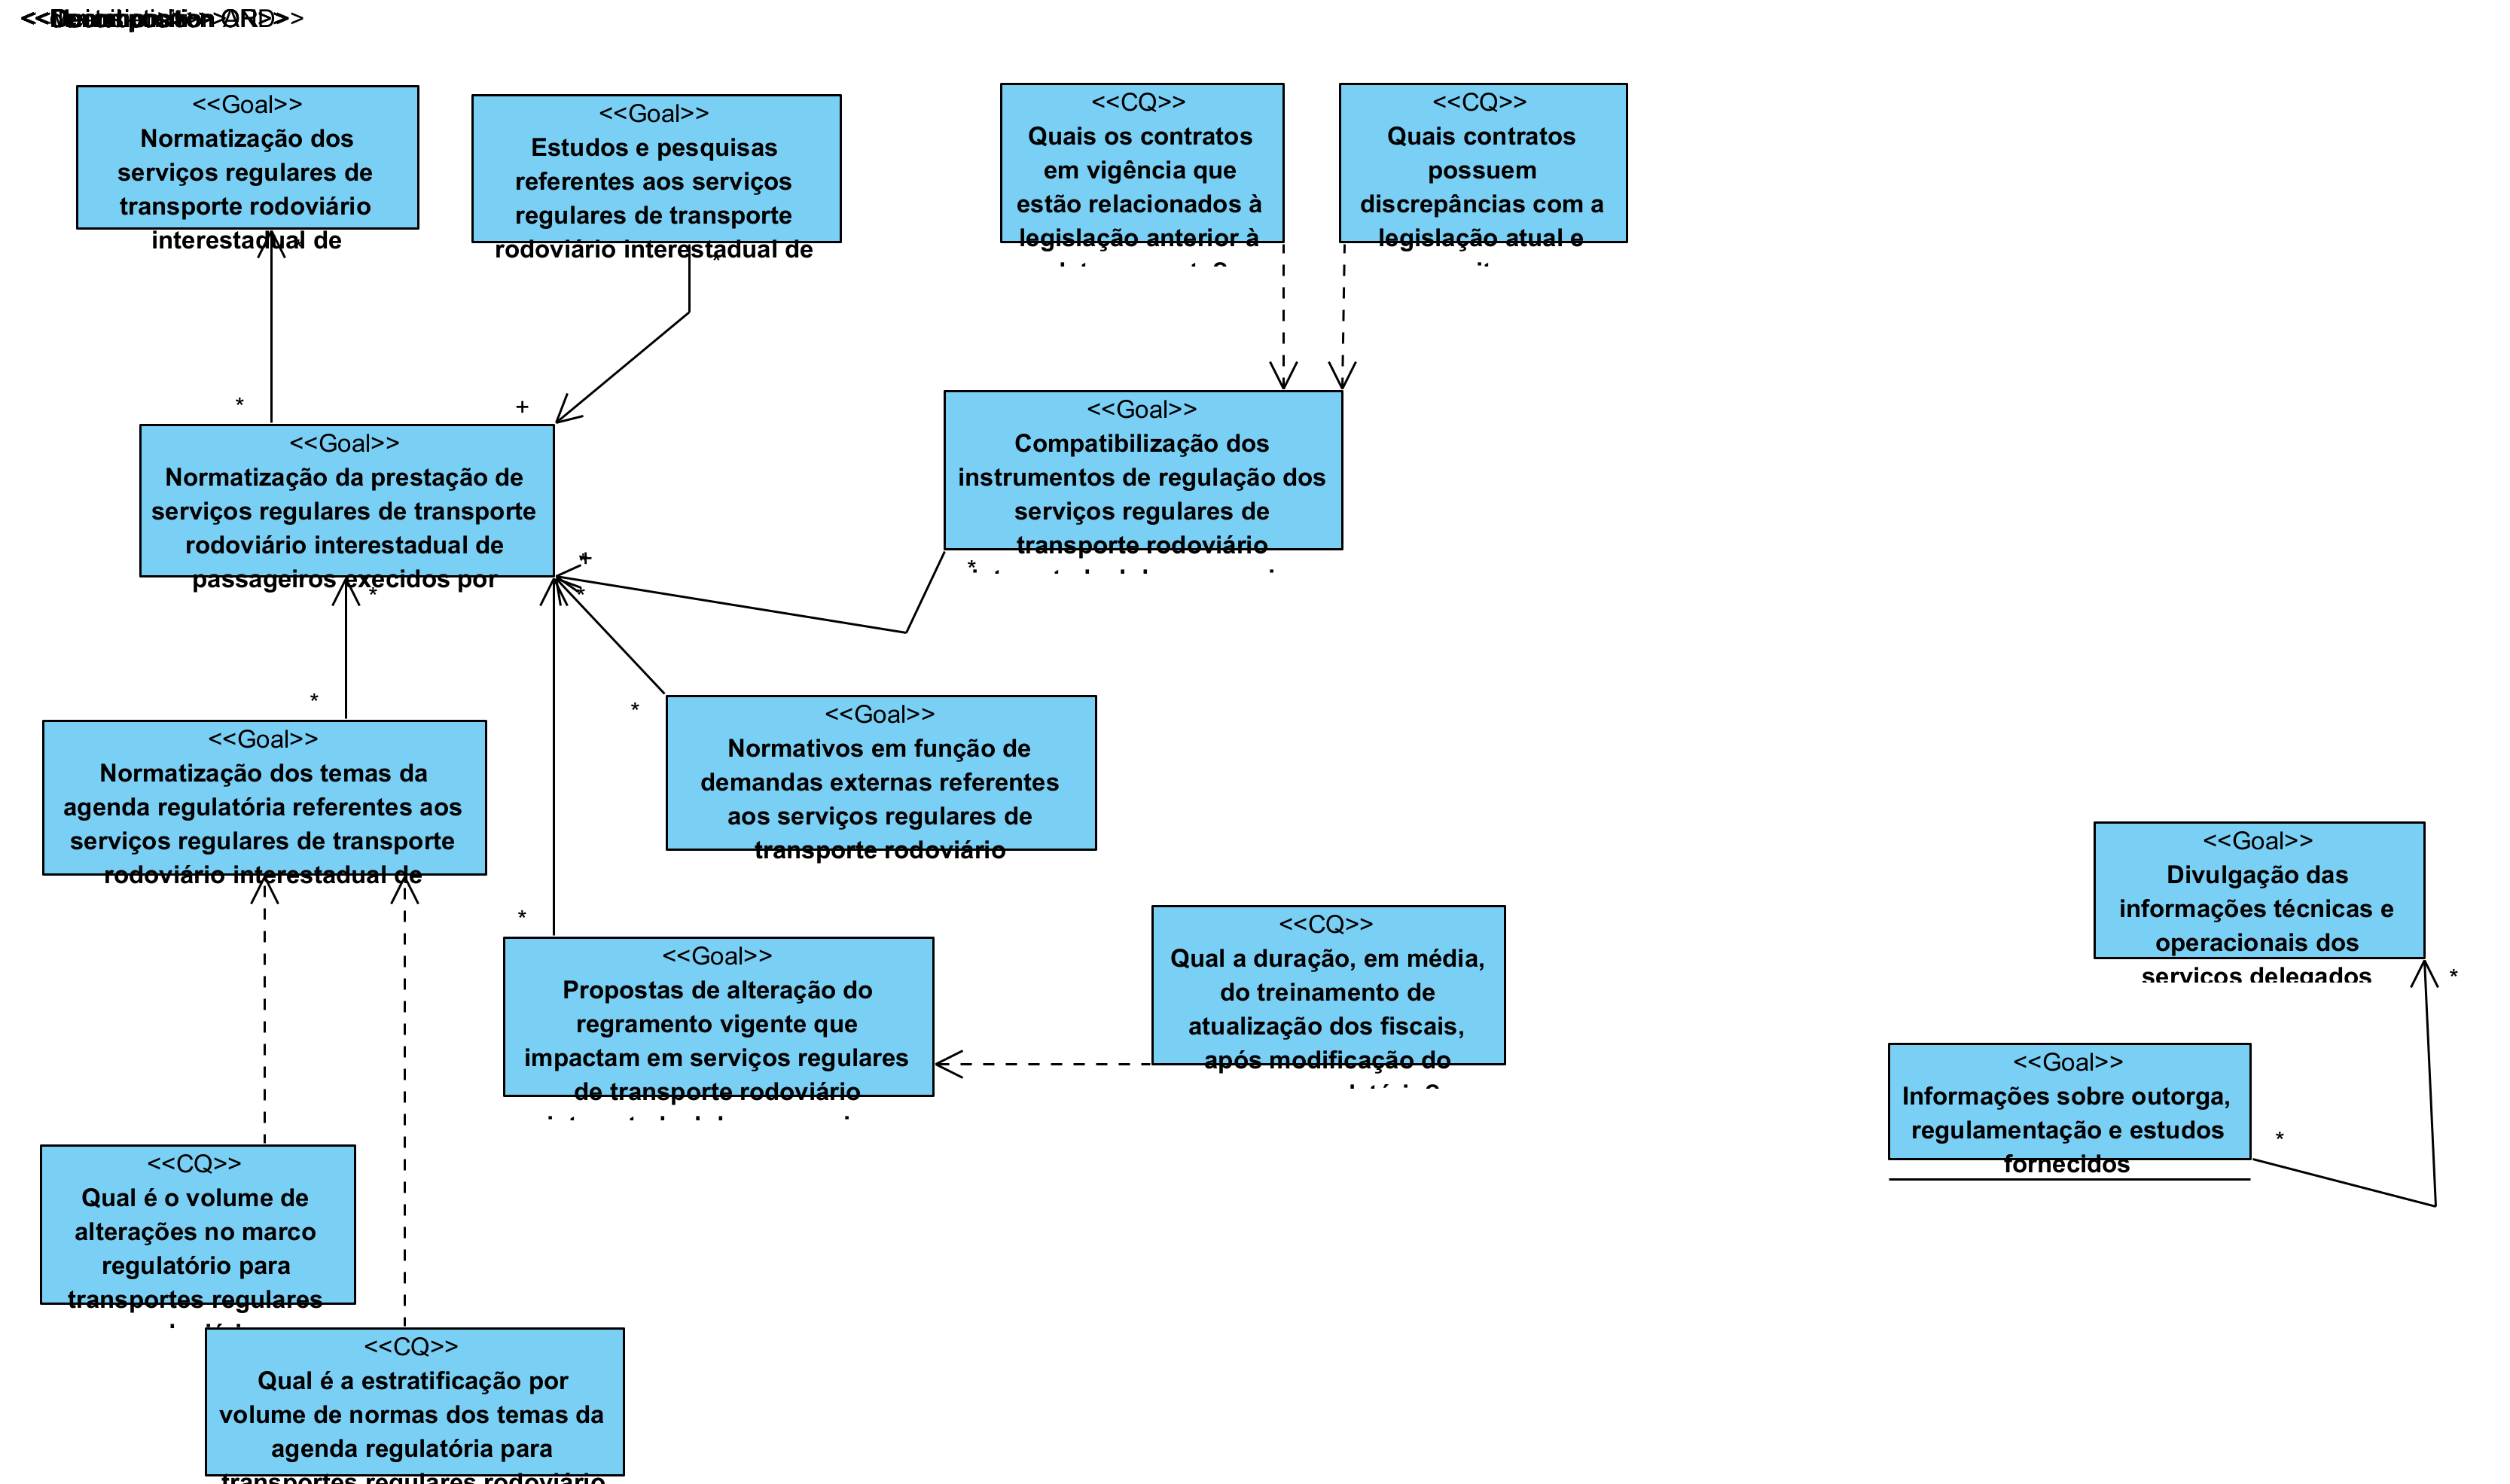 <<Goal>>
Normatização dos
serviços regulares de
transporte rodoviário
interestadual de
<<Goal>>
Estudos e pesquisas
referentes aos serviços
regulares de transporte
rodoviário interestadual de
<<CQ>>
Quais os contratos
em vigência que
estão relacionados à
legislação anterior à
<<CQ>>
Quais contratos
possuem
discrepâncias com a
legislação atual e
*
*
*
+
<<Goal>>
Normatização da prestação de
serviços regulares de transporte
rodoviário interestadual de
passageiros execidos por
<<Goal>>
Compatibilização dos
instrumentos de regulação dos
serviços regulares de
transporte rodoviário
+
*
*
*
*
*
<<Goal>>
Normatização dos temas da
agenda regulatória referentes aos
serviços regulares de transporte
rodoviário interestadual de
<<Goal>>
Normativos em função de
demandas externas referentes
aos serviços regulares de
transporte rodoviário
<<Goal>>
Divulgação das
informações técnicas e
operacionais dos
serviços delegados
*
*
<<Goal>>
Propostas de alteração do
regramento vigente que
impactam em serviços regulares
de transporte rodoviário
<<CQ>>
Qual a duração, em média,
do treinamento de
atualização dos fiscais,
após modificação do
<<Goal>>
Informações sobre outorga,
regulamentação e estudos
fornecidos
*
<<CQ>>
Qual é o volume de
alterações no marco
regulatório para
transportes regulares
<<CQ>>
Qual é a estratificação por
volume de normas dos temas da
agenda regulatória para
transportes regulares rodoviário